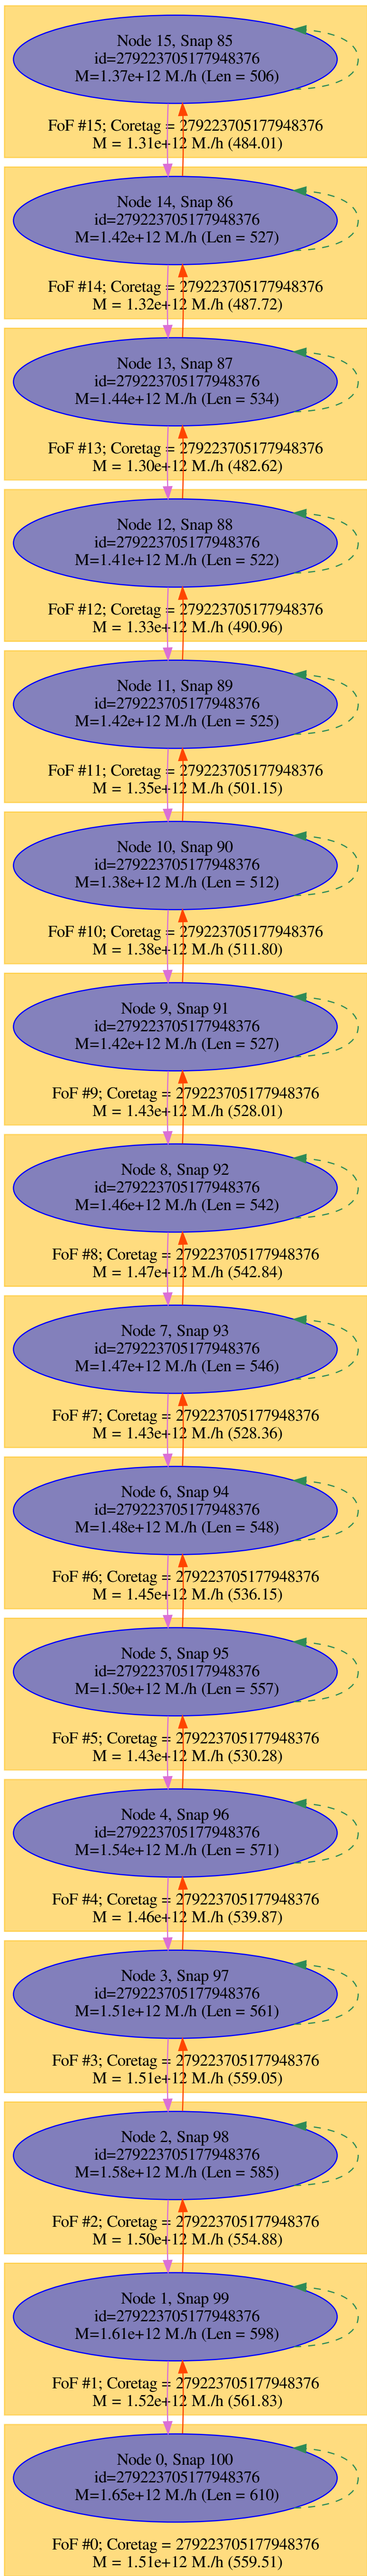 Node 15, Snap 85
id=279223705177948376
M=1.37e+12 M./h (Len = 506)
FoF #15; Coretag = 279223705177948376
M = 1.31e+12 M./h (484.01)
Node 14, Snap 86
id=279223705177948376
M=1.42e+12 M./h (Len = 527)
FoF #14; Coretag = 279223705177948376
M = 1.32e+12 M./h (487.72)
Node 13, Snap 87
id=279223705177948376
M=1.44e+12 M./h (Len = 534)
FoF #13; Coretag = 279223705177948376
M = 1.30e+12 M./h (482.62)
Node 12, Snap 88
id=279223705177948376
M=1.41e+12 M./h (Len = 522)
FoF #12; Coretag = 279223705177948376
M = 1.33e+12 M./h (490.96)
Node 11, Snap 89
id=279223705177948376
M=1.42e+12 M./h (Len = 525)
FoF #11; Coretag = 279223705177948376
M = 1.35e+12 M./h (501.15)
Node 10, Snap 90
id=279223705177948376
M=1.38e+12 M./h (Len = 512)
FoF #10; Coretag = 279223705177948376
M = 1.38e+12 M./h (511.80)
Node 9, Snap 91
id=279223705177948376
M=1.42e+12 M./h (Len = 527)
FoF #9; Coretag = 279223705177948376
M = 1.43e+12 M./h (528.01)
Node 8, Snap 92
id=279223705177948376
M=1.46e+12 M./h (Len = 542)
FoF #8; Coretag = 279223705177948376
M = 1.47e+12 M./h (542.84)
Node 7, Snap 93
id=279223705177948376
M=1.47e+12 M./h (Len = 546)
FoF #7; Coretag = 279223705177948376
M = 1.43e+12 M./h (528.36)
Node 6, Snap 94
id=279223705177948376
M=1.48e+12 M./h (Len = 548)
FoF #6; Coretag = 279223705177948376
M = 1.45e+12 M./h (536.15)
Node 5, Snap 95
id=279223705177948376
M=1.50e+12 M./h (Len = 557)
FoF #5; Coretag = 279223705177948376
M = 1.43e+12 M./h (530.28)
Node 4, Snap 96
id=279223705177948376
M=1.54e+12 M./h (Len = 571)
FoF #4; Coretag = 279223705177948376
M = 1.46e+12 M./h (539.87)
Node 3, Snap 97
id=279223705177948376
M=1.51e+12 M./h (Len = 561)
FoF #3; Coretag = 279223705177948376
M = 1.51e+12 M./h (559.05)
Node 2, Snap 98
id=279223705177948376
M=1.58e+12 M./h (Len = 585)
FoF #2; Coretag = 279223705177948376
M = 1.50e+12 M./h (554.88)
Node 1, Snap 99
id=279223705177948376
M=1.61e+12 M./h (Len = 598)
FoF #1; Coretag = 279223705177948376
M = 1.52e+12 M./h (561.83)
Node 0, Snap 100
id=279223705177948376
M=1.65e+12 M./h (Len = 610)
FoF #0; Coretag = 279223705177948376
M = 1.51e+12 M./h (559.51)